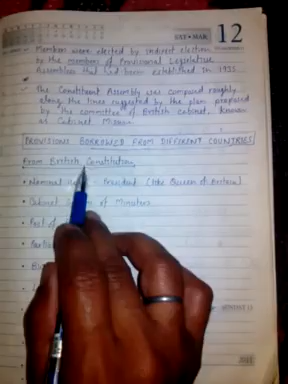 SAT • MAR 12
Members were elected by indirect election
by the members of Provisional Legislative
Assemblies that had been established in 1935
The Constituent Assembly was composed roughly
along the lines suggested by the plan proposed
by the committee of British cabinet known
as Cabinet Mission
PROVISIONS BORROWED FROM DIFFERENT COUNTRIES
From British Constitution
• Nominal - President (like Queen of Britain)
• Cabinet of Ministers
• Post of